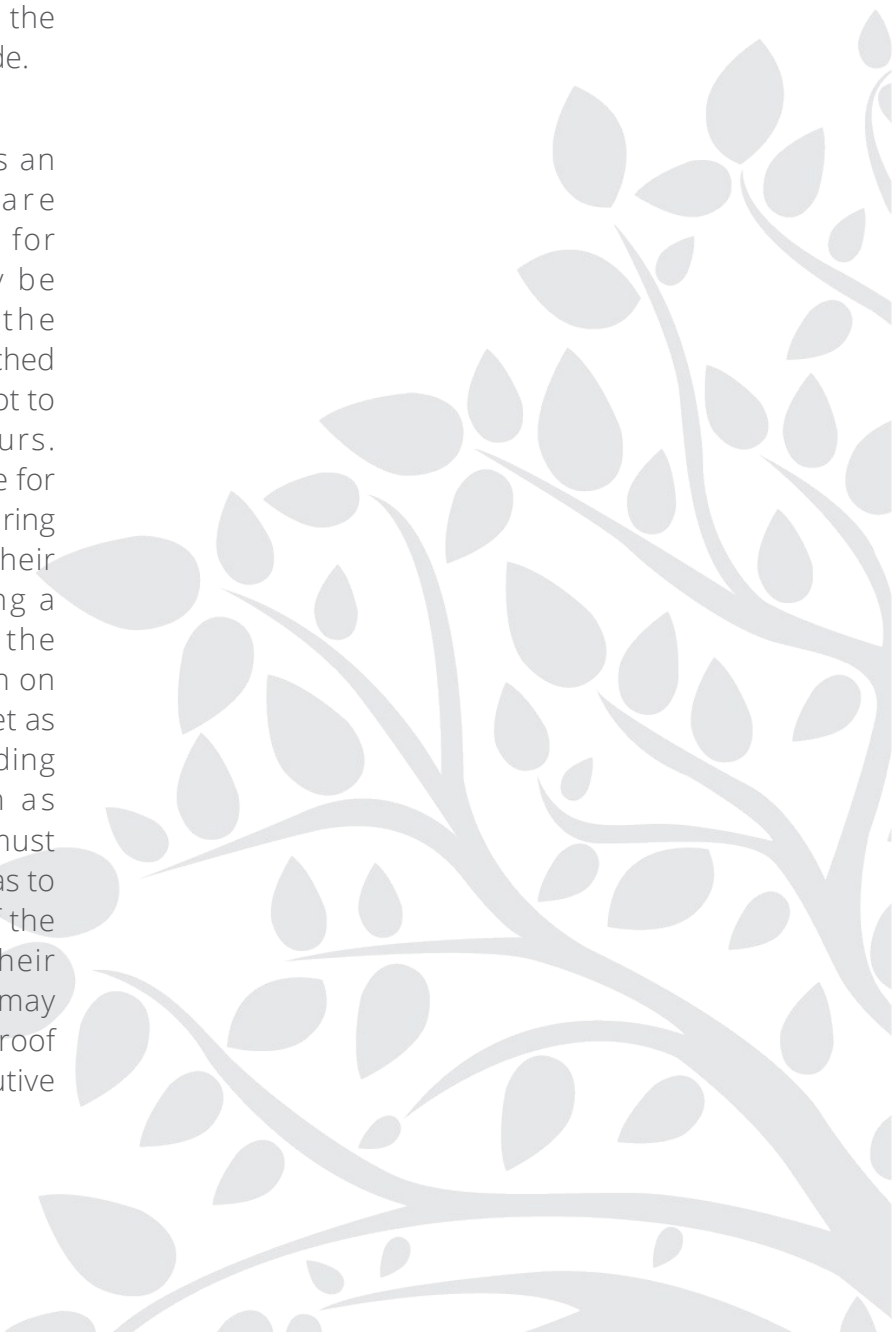 the
de.
s an
are
for
y be
the
ched
ot to
urs.
e for
ring
heir
ng a
the
n on
et as
ding
n as
nust
as to
f the
heir
may
roof
utive